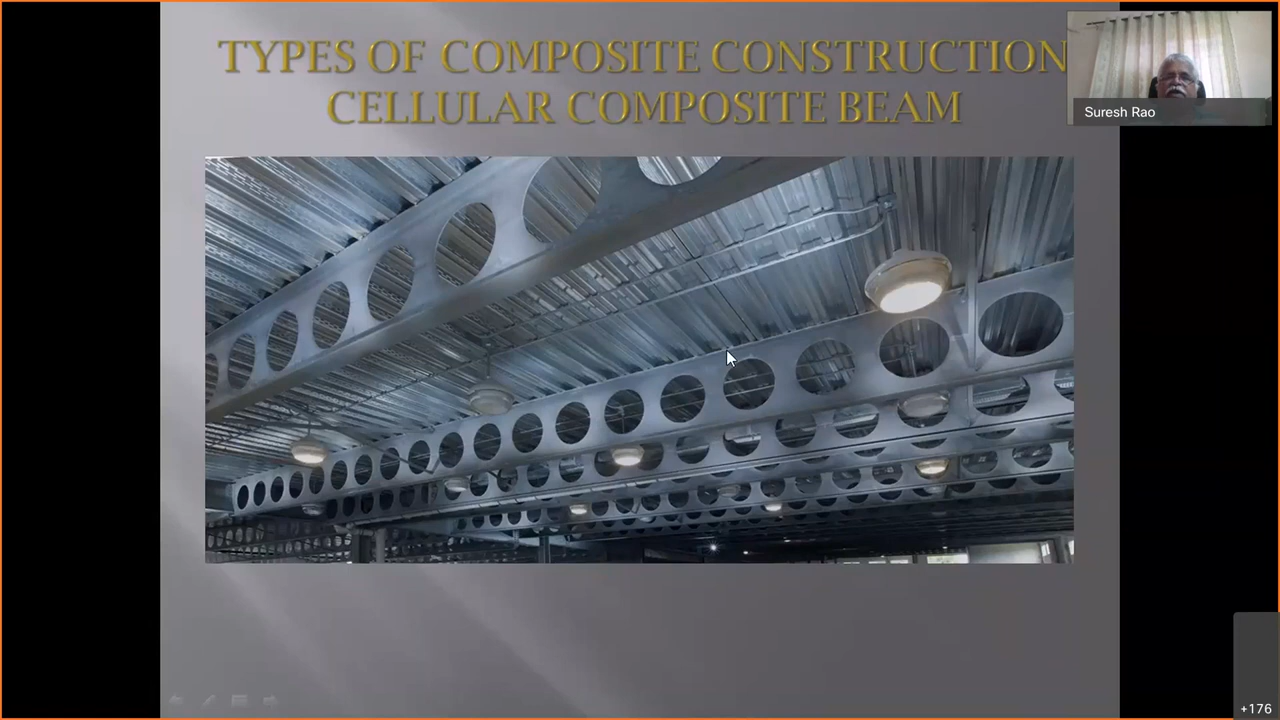 TYPES OF COMPOSITE CONSTRUCTION
CELLULAR COMPOSITE BEAM
Suresh Rao
+176